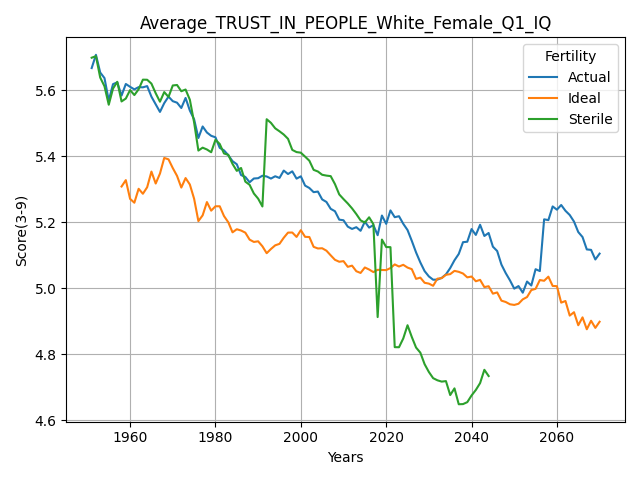 Average_TRUST_IN_PEOPLE_White_Female_Q1_IQ
Fertility
Actual
Ideal
Sterile
Score(3-9)
5.6
5.4
5.2
5.0
4.8
4.6
1960 1980 2000 2020 2040 2060
Years